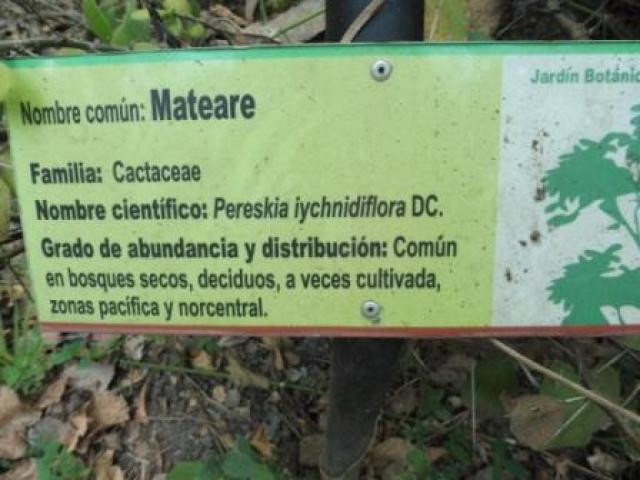 Jardín Botánic
Nombre común: Mateare
Familia: Cactaceae
Nombre científico: Pereskia iychnidiflora DC.
Grado de abundancia y distribución: Común
en bosques secos, deciduos, a veces cultivada,
zonas pacífica y norcentral.